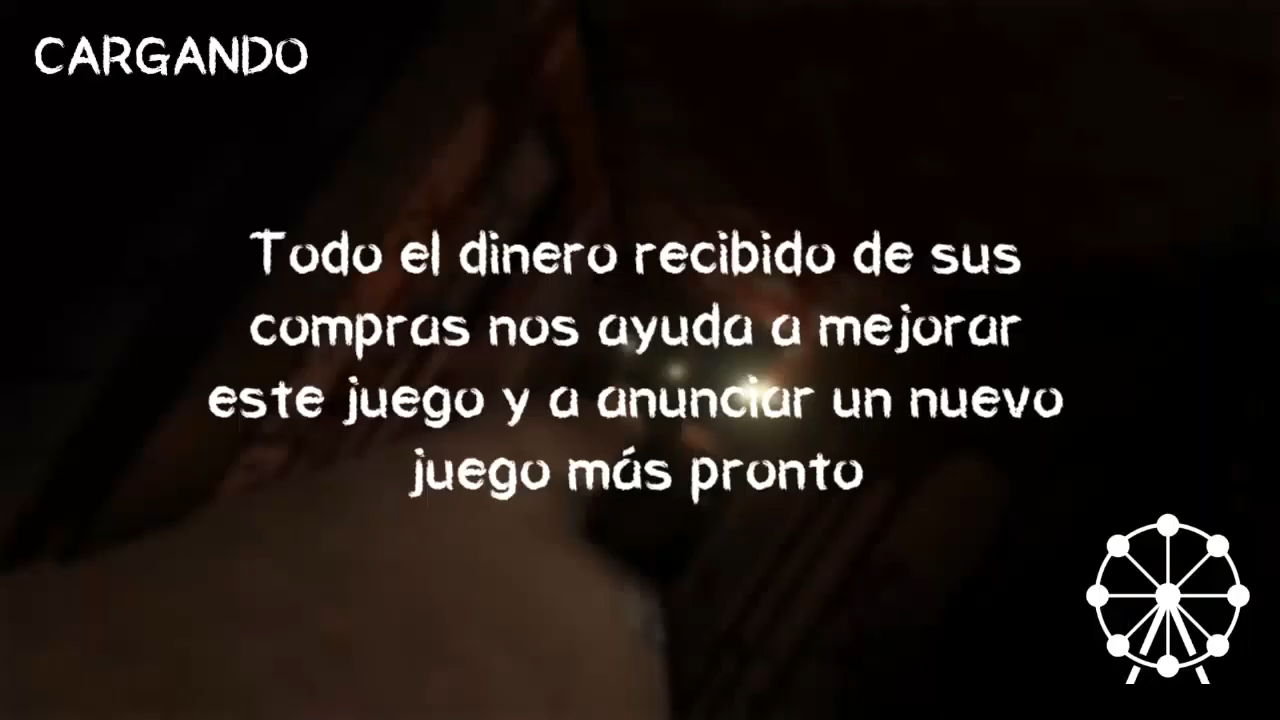 CARGANDO
Todo el dinero recibido de sus
compras nos ayuda a mejorar
este juego y a anunciar un nuevo
juego más pronto